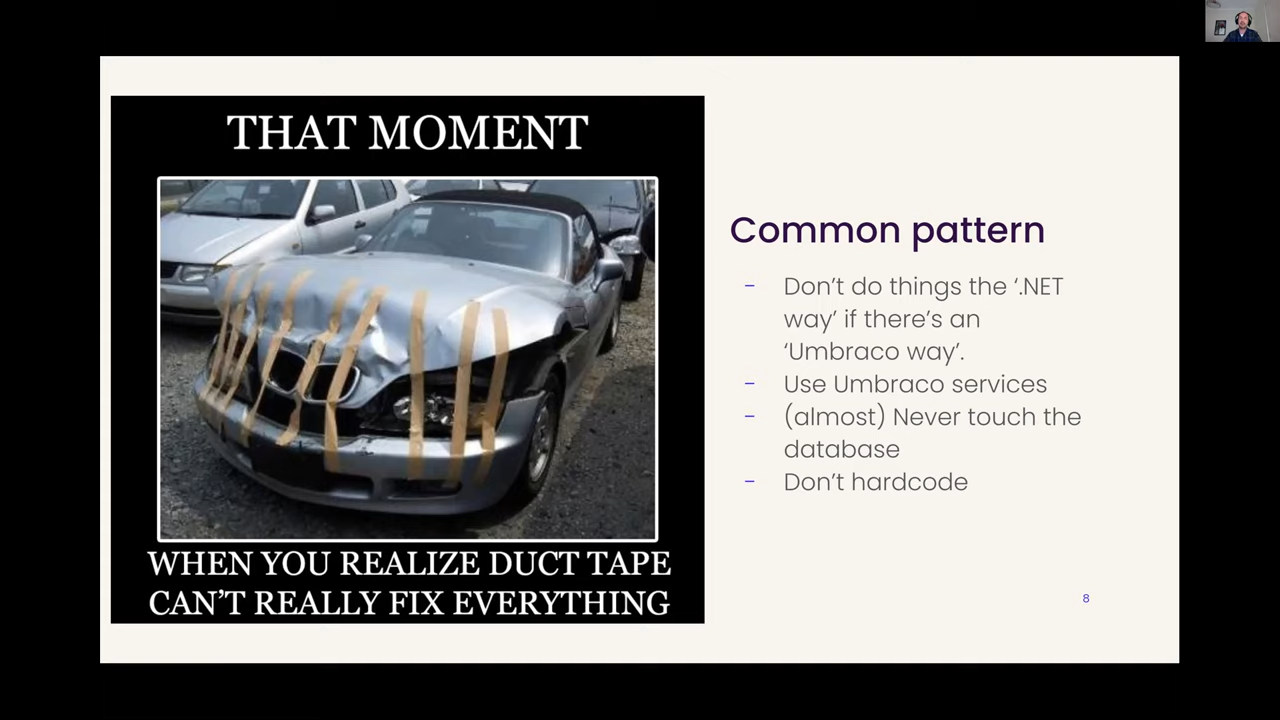 THAT MOMENT
WHEN YOU REALIZE DUCT TAPE
CAN'T REALLY FIX EVERYTHING
Common pattern
- Don't do things the '.NET
way' if there's an
'Umbraco way'.
- Use Umbraco services
- (almost) Never touch the
database
- Don't hardcode
8